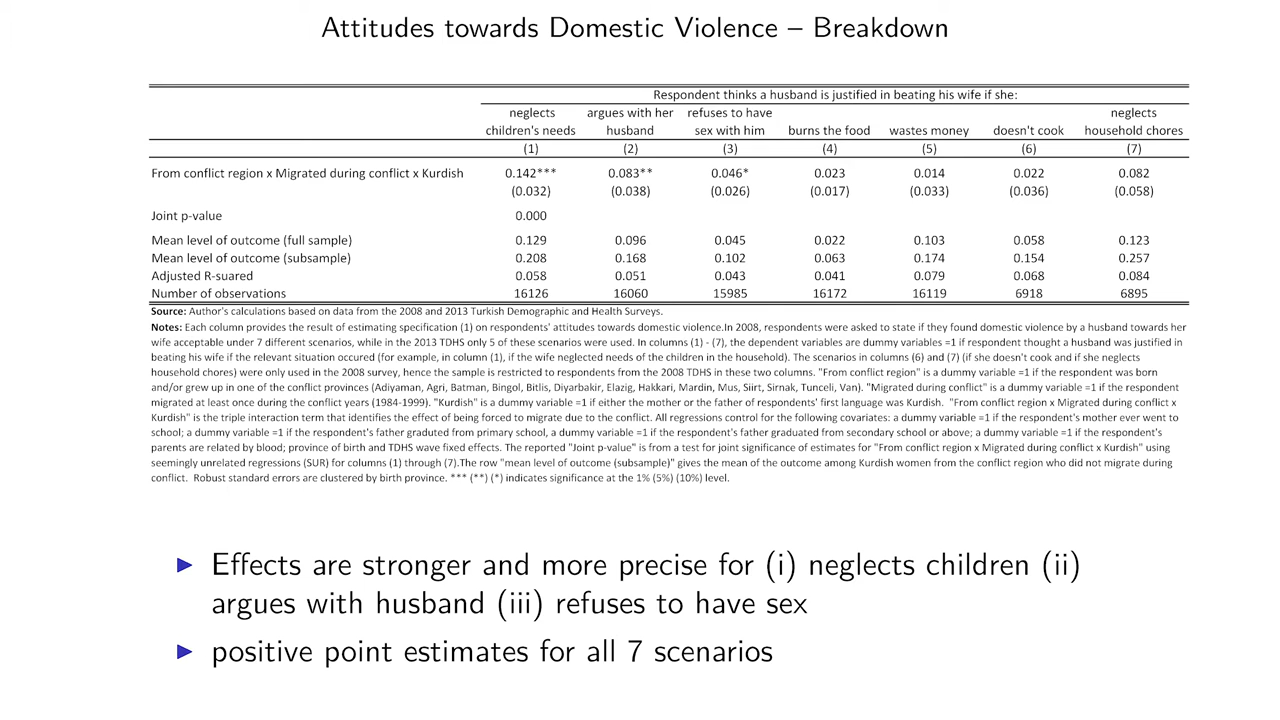 Attitudes towards Domestic Violence – Breakdown
Respondent thinks a husband is justified in beating his wife if she:
neglects children's needs argues with her husband refuses to have sex with him burns the food wastes money doesn't cook neglects household chores
(1) (2) (3) (4) (5) (6) (7)
From conflict region x Migrated during conflict x Kurdish 0.142*** 0.083** 0.046* 0.023 0.014 0.022 0.082
(0.032) (0.038) (0.026) (0.017) (0.033) (0.036) (0.058)
Joint p-value 0.000
Mean level of outcome (full sample) 0.129 0.096 0.045 0.022 0.103 0.058 0.123
Mean level of outcome (subsample) 0.208 0.168 0.102 0.063 0.174 0.154 0.257
Adjusted R-suared 0.058 0.051 0.043 0.041 0.079 0.068 0.084
Number of observations 16126 16060 15985 16172 16119 6918 6895
Source: Author's calculations based on data from the 2008 and 2013 Turkish Demographic and Health Surveys.
Notes: Each column provides the result of estimating specification (1) on respondents' attitudes towards domestic violence.In 2008, respondents were asked to state if they found domestic violence by a husband towards her
wife acceptable under 7 different scenarios, while in the 2013 TDHS only 5 of these scenarios were used. In columns (1) - (7), the dependent variables are dummy variables =1 if respondent thought a husband was justified in
beating his wife if the relevant situation occured (for example, in column (1), if the wife neglected needs of the children in the household). The scenarios in columns (6) and (7) (if she doesn't cook and if she neglects
household chores) were only used in the 2008 survey, hence the sample is restricted to respondents from the 2008 TDHS in these two columns. "From conflict region" is a dummy variable =1 if the respondent was born
and/or grew up in one of the conflict provinces (Adiyaman, Agri, Batman, Bingol, Bitlis, Diyarbakir, Elazig, Hakkari, Mardin, Mus, Siirt, Sirnak, Tunceli, Van). "Migrated during conflict" is a dummy variable =1 if the respondent
migrated at least once during the conflict years (1984-1999). "Kurdish" is a dummy variable =1 if either the mother or the father of respondents' first language was Kurdish. "From conflict region x Migrated during conflict x
Kurdish" is the triple interaction term that identifies the effect of being forced to migrate due to the conflict. All regressions control for the following covariates: a dummy variable =1 if the respondent's mother ever went to
school; a dummy variable =1 if the respondent's father graduted from primary school, a dummy variable =1 if the respondent's father graduated from secondary school or above; a dummy variable =1 if the respondent's
parents are related by blood; province of birth and TDHS wave fixed effects. The reported "Joint p-value" is from a test for joint significance of estimates for "From conflict region x Migrated during conflict x Kurdish" using
seemingly unrelated regressions (SUR) for columns (1) through (7).The row "mean level of outcome (subsample)" gives the mean of the outcome among Kurdish women from the conflict region who did not migrate during
conflict. Robust standard errors are clustered by birth province. *** (**) (*) indicates significance at the 1% (5%) (10%) level.
Effects are stronger and more precise for (i) neglects children (ii)
argues with husband (iii) refuses to have sex
positive point estimates for all 7 scenarios